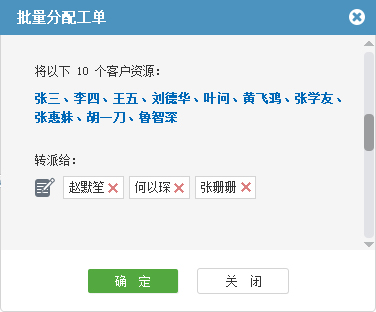 批量分配工单
将以下 10 个客户资源：
张三、李四、王五、刘德华、叶问、黄飞鸿、张学友、
张惠妹、胡一刀、鲁智深
转派给：
赵默笙 何以琛 张珊珊
确 定 关 闭